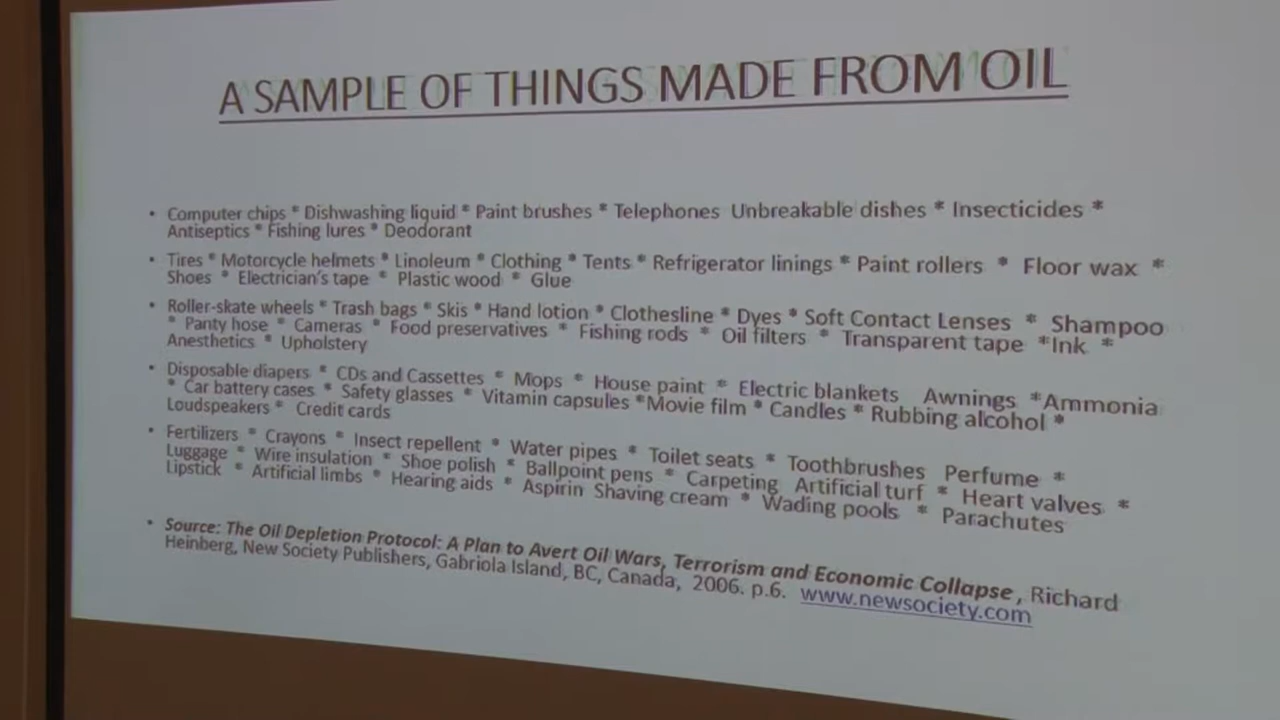 A SAMPLE OF THINGS MADE FROM OIL
• Computer chips * Dishwashing liquid * Paint brushes * Telephones Unbreakable dishes * Insecticides *
Antiseptics * Fishing lures * Deodorant
• Tires * Motorcycle helmets * Linoleum * Clothing * Tents * Refrigerator linings * Paint rollers * Floor wax *
Shoes * Electrician's tape * Plastic wood * Glue
• Roller-skate wheels * Trash bags * Skis * Hand lotion * Clothesline * Dyes * Soft Contact Lenses * Shampoo
* Panty hose * Cameras * Food preservatives * Fishing rods * Oil filters * Transparent tape *Ink *
Anesthetics * Upholstery
• Disposable diapers * CDs and Cassettes * Mops * House paint * Electric blankets Awnings *Ammonia
* Car battery cases * Safety glasses * Vitamin capsules *Movie film * Candles * Rubbing alcohol *
Loudspeakers * Credit cards
• Fertilizers * Crayons * Insect repellent * Water pipes * Toilet seats * Toothbrushes Perfume *
Luggage * Wire insulation * Shoe polish * Ballpoint pens * Carpeting Artificial turf * Heart valves *
Lipstick * Artificial limbs * Hearing aids * Aspirin Shaving cream * Wading pools * Parachutes
• Source: The Oil Depletion Protocol: A Plan to Avert Oil Wars, Terrorism and Economic Collapse, Richard
Heinberg, New Society Publishers, Gabriola Island, BC, Canada, 2006. p.6. www.newsociety.com